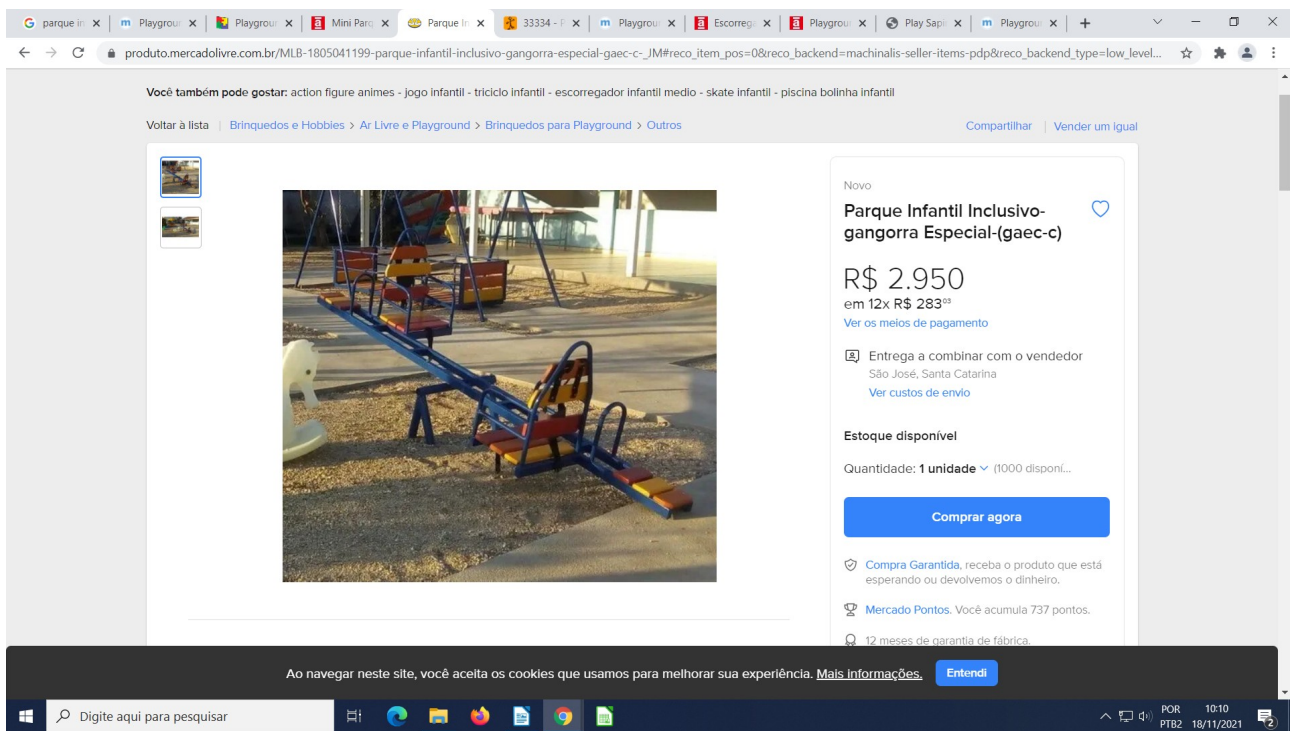 parque in
Playgrou
Playgrou
Mini Parq
Parque In
33334 - P
Playgrou
Escorrega
Playgrou
Play Sapi
Playgrou
produto.mercadolivre.com.br/MLB-1805041199-parque-infantil-inclusivo-gangorra-especial-gaec-c-_JM#reco_item_pos=0&reco_backend=machinalis-seller-items-pdp&reco_backend_type=low_level...
Você também pode gostar: action figure animes - jogo infantil - triciclo infantil - escorregador infantil medio - skate infantil - piscina bolinha infantil
Voltar à lista | Brinquedos e Hobbies > Ar Livre e Playground > Brinquedos para Playground > Outros
Compartilhar | Vender um igual
Novo
Parque Infantil Inclusivo-
gangorra Especial-(gaec-c)
R$ 2.950
em 12x R$ 283⁰³
Ver os meios de pagamento
Entrega a combinar com o vendedor
São José, Santa Catarina
Ver custos de envio
Estoque disponível
Quantidade: 1 unidade (1000 disponí...
Comprar agora
Compra Garantida, receba o produto que está
esperando ou devolvemos o dinheiro.
Mercado Pontos. Você acumula 737 pontos.
12 meses de garantia de fábrica.
Ao navegar neste site, você aceita os cookies que usamos para melhorar sua experiência. Mais informações.
Entendi
Digite aqui para pesquisar
POR
PTB2
10:10
18/11/2021
2